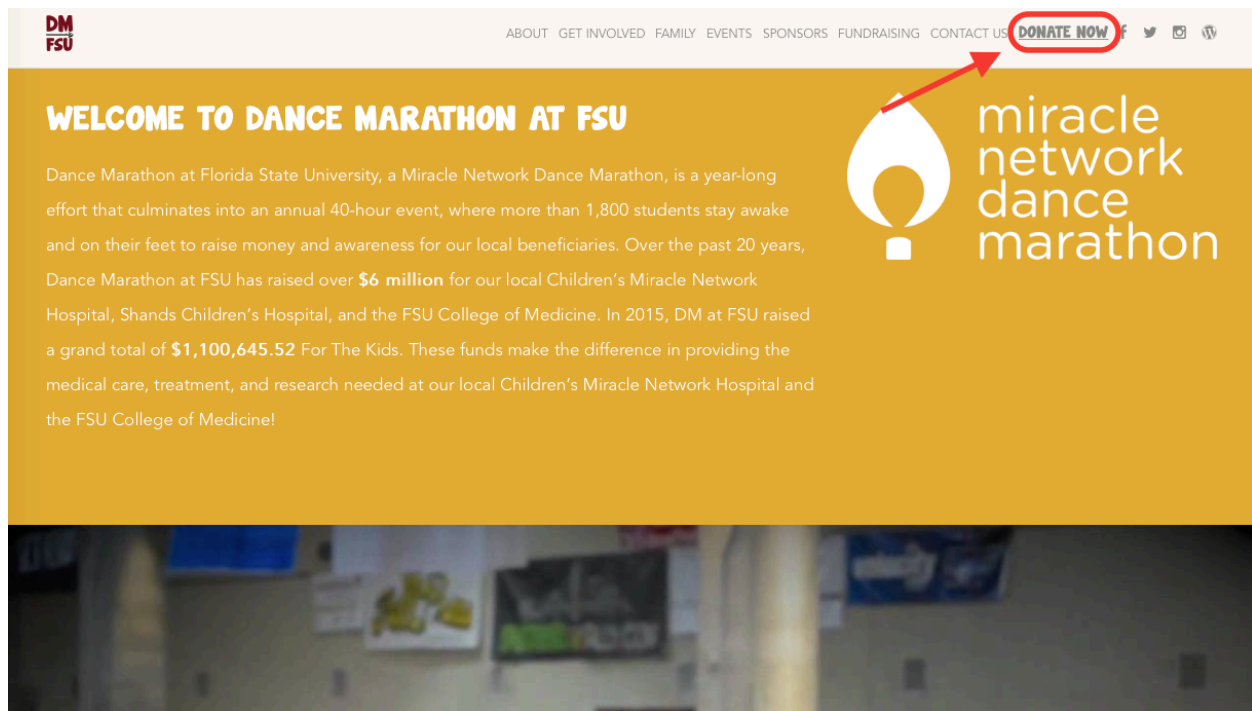 DM
FSU
ABOUT GET INVOLVED FAMILY EVENTS SPONSORS FUNDRAISING CONTACT US DONATE NOW
WELCOME TO DANCE MARATHON AT FSU
Dance Marathon at Florida State University, a Miracle Network Dance Marathon, is a year-long
effort that culminates into an annual 40-hour event, where more than 1,800 students stay awake
and on their feet to raise money and awareness for our local beneficiaries. Over the past 20 years,
Dance Marathon at FSU has raised over $6 million for our local Children’s Miracle Network
Hospital, Shands Children’s Hospital, and the FSU College of Medicine. In 2015, DM at FSU raised
a grand total of $1,100,645.52 For The Kids. These funds make the difference in providing the
medical care, treatment, and research needed at our local Children’s Miracle Network Hospital and
the FSU College of Medicine!
miracle
network
dance
marathon